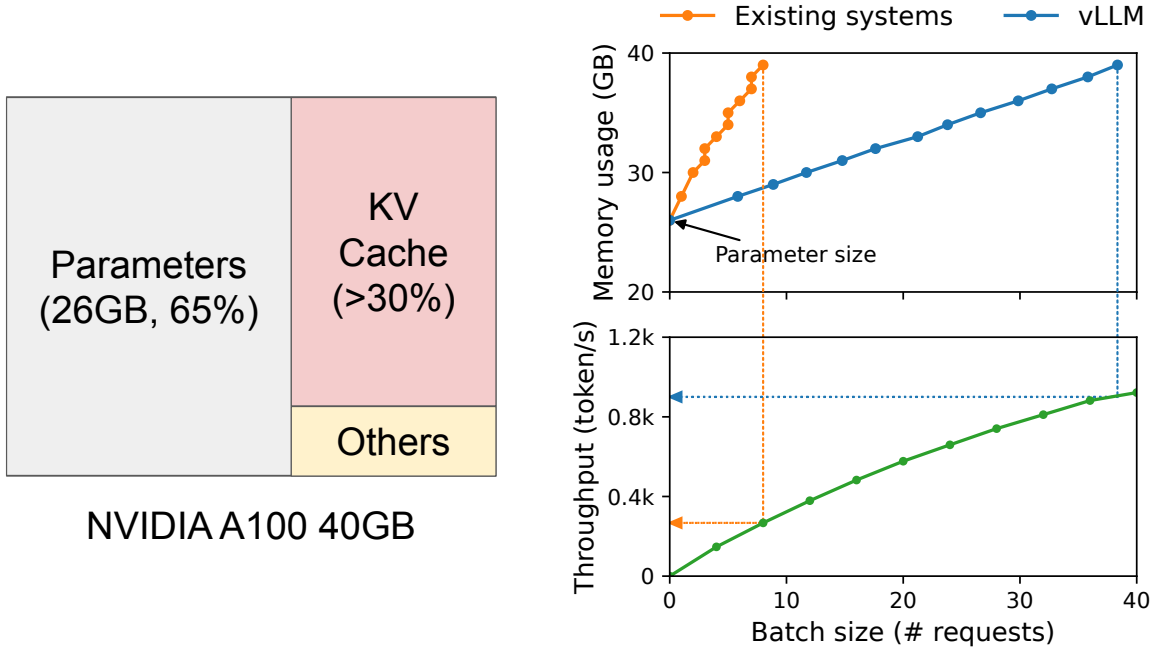 Parameters
(26GB, 65%)
KV
Cache
(>30%)
Others
NVIDIA A100 40GB
Existing systems
vLLM
Memory usage (GB)
40
30
20
Parameter size
Throughput (token/s)
1.2k
0.8k
0.4k
0
0 10 20 30 40
Batch size (# requests)